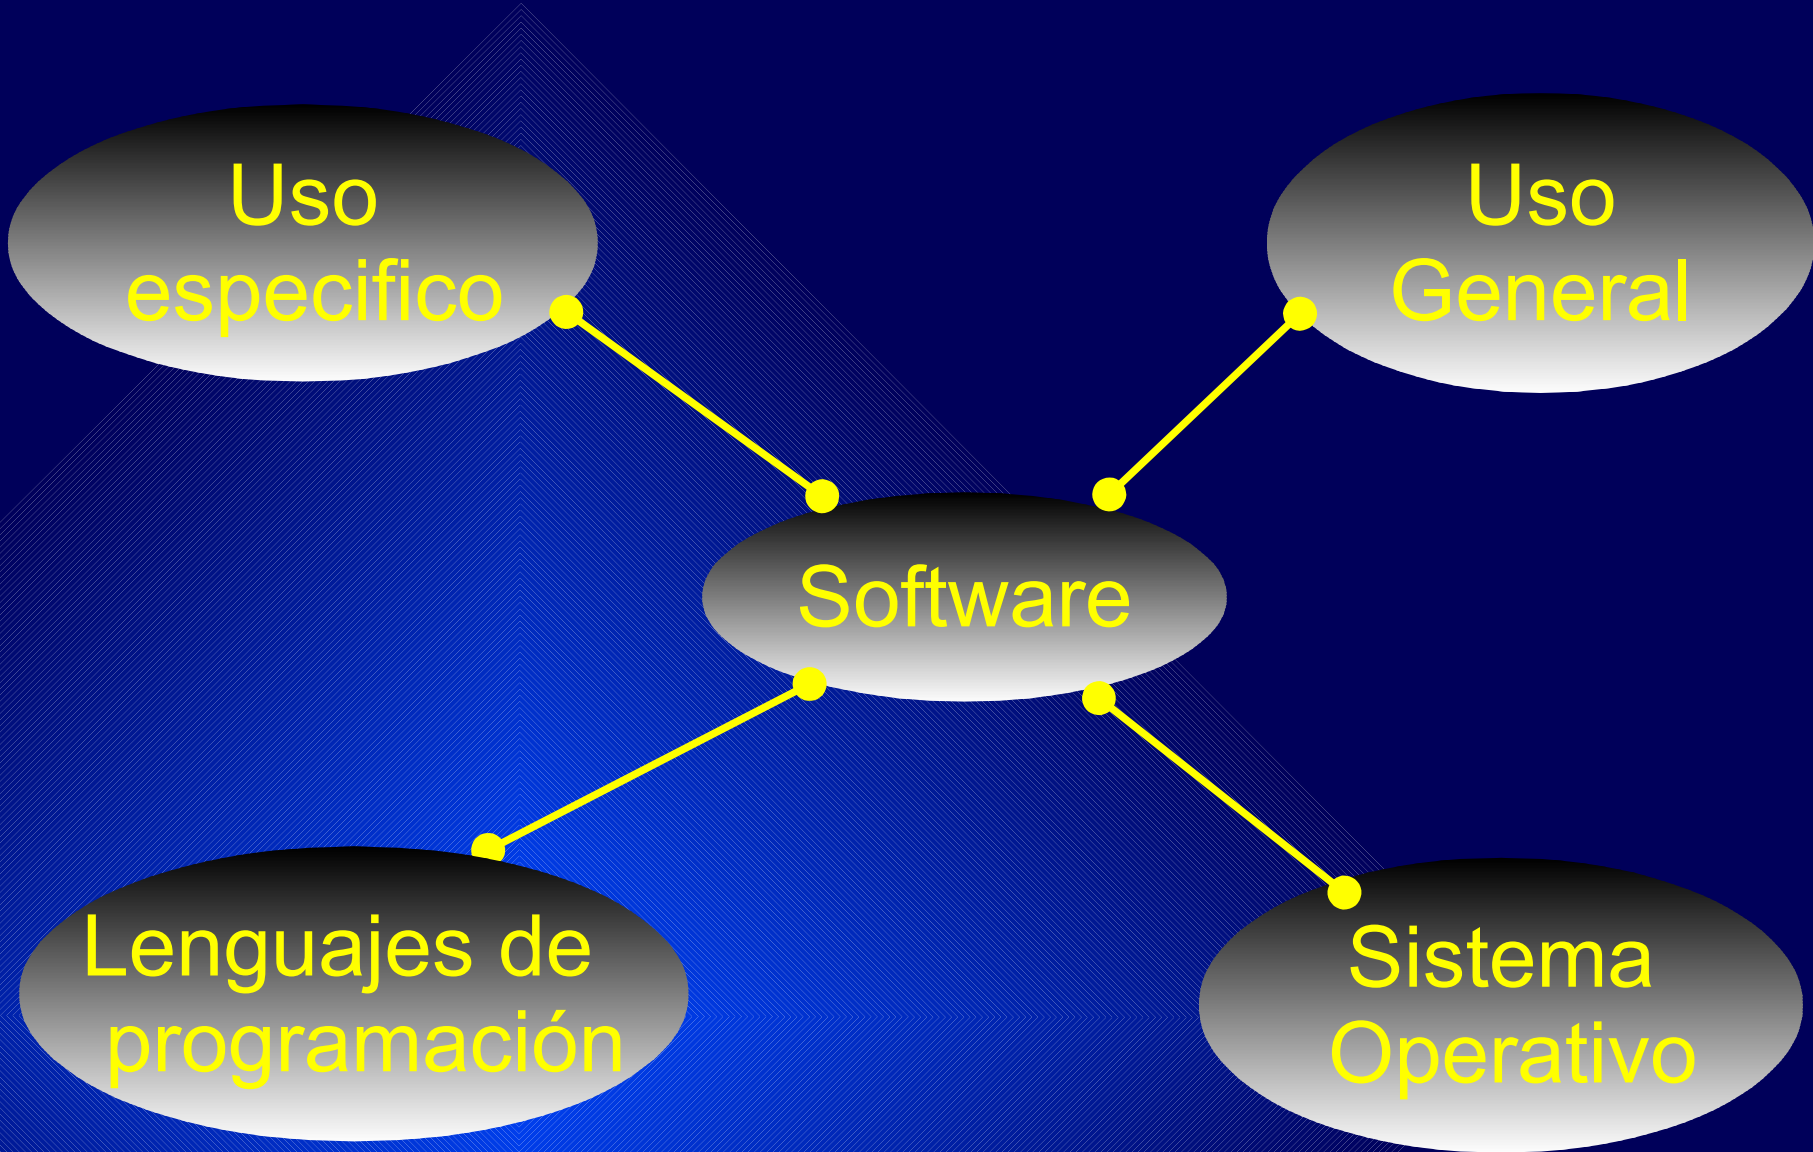 Uso
especifico
Uso
General
Software
Lenguajes de
programación
Sistema
Operativo